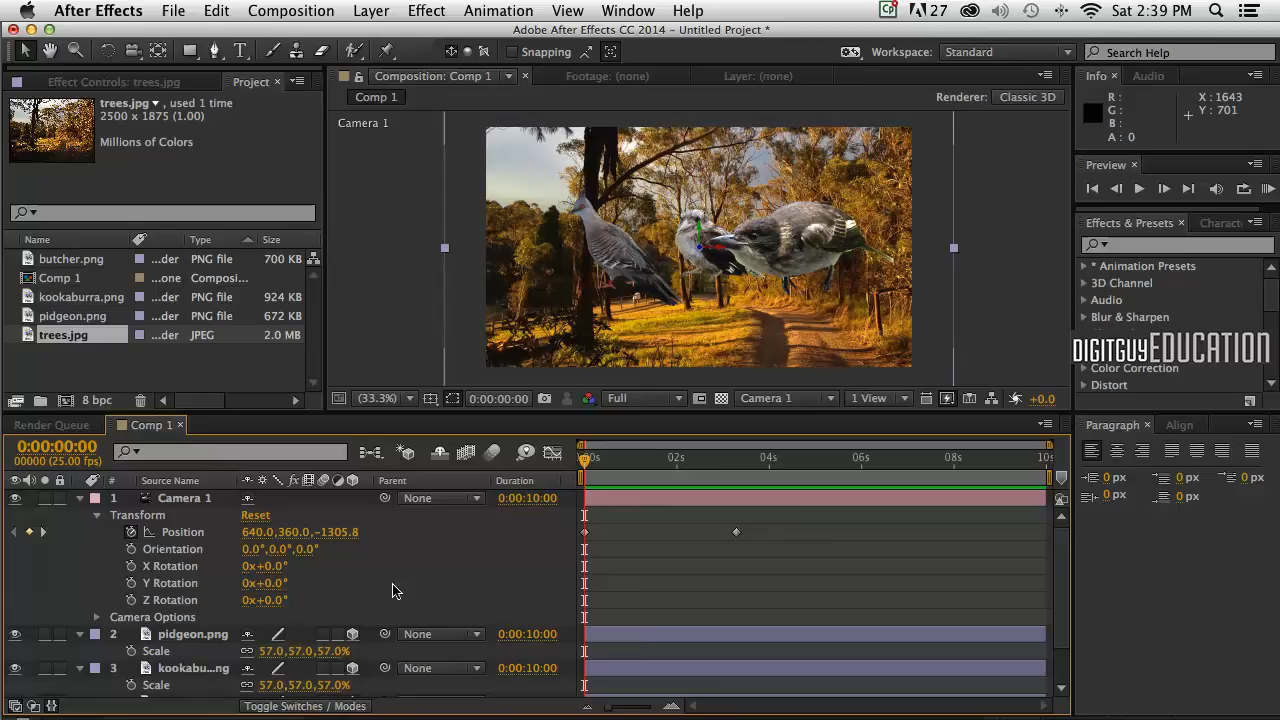 After Effects File Edit Composition Layer Effect Animation View Window Help 27 Sat 2:39 PM
Adobe After Effects CC 2014 - Untitled Project *
Snapping Workspace: Standard Search Help
Effect Controls: trees.jpg Project
trees.jpg, used 1 time
2500 x 1875 (1.00)
Millions of Colors
Name Type Size
butcher.png ...der PNG file 700 KB
Comp 1 ...one Composi...
kookaburra.png ...der PNG file 924 KB
pidgeon.png ...der PNG file 672 KB
trees.jpg ...der JPEG 2.0 MB
8 bpc
Composition: Comp 1 Footage: (none) Layer: (none)
Comp 1 Renderer: Classic 3D
Camera 1
(33.3%) 0:00:00:00 Full Camera 1 1 View +0.0
Info Audio
R : X : 1643
G : Y : 701
B :
A : 0
Preview
Effects & Presets Charact
* Animation Presets
3D Channel
Audio
Blur & Sharpen
DIGITGUYEDUCATION
Color Correction
Distort
Paragraph Align
0 px 0 px 0 px
0 px 0 px
Render Queue Comp 1
0:00:00:00
00000 (25.00 fps)
0s 02s 04s 06s 08s 10s
# Source Name Parent Duration
1 Camera 1 None 0:00:10:00
Transform Reset
Position 640.0,360.0,-1305.8
Orientation 0.0°,0.0°,0.0°
X Rotation 0x+0.0°
Y Rotation 0x+0.0°
Z Rotation 0x+0.0°
Camera Options
2 pidgeon.png None 0:00:10:00
Scale 57.0,57.0,57.0%
3 kookabu...ng None 0:00:10:00
Scale 57.0,57.0,57.0%
Toggle Switches / Modes